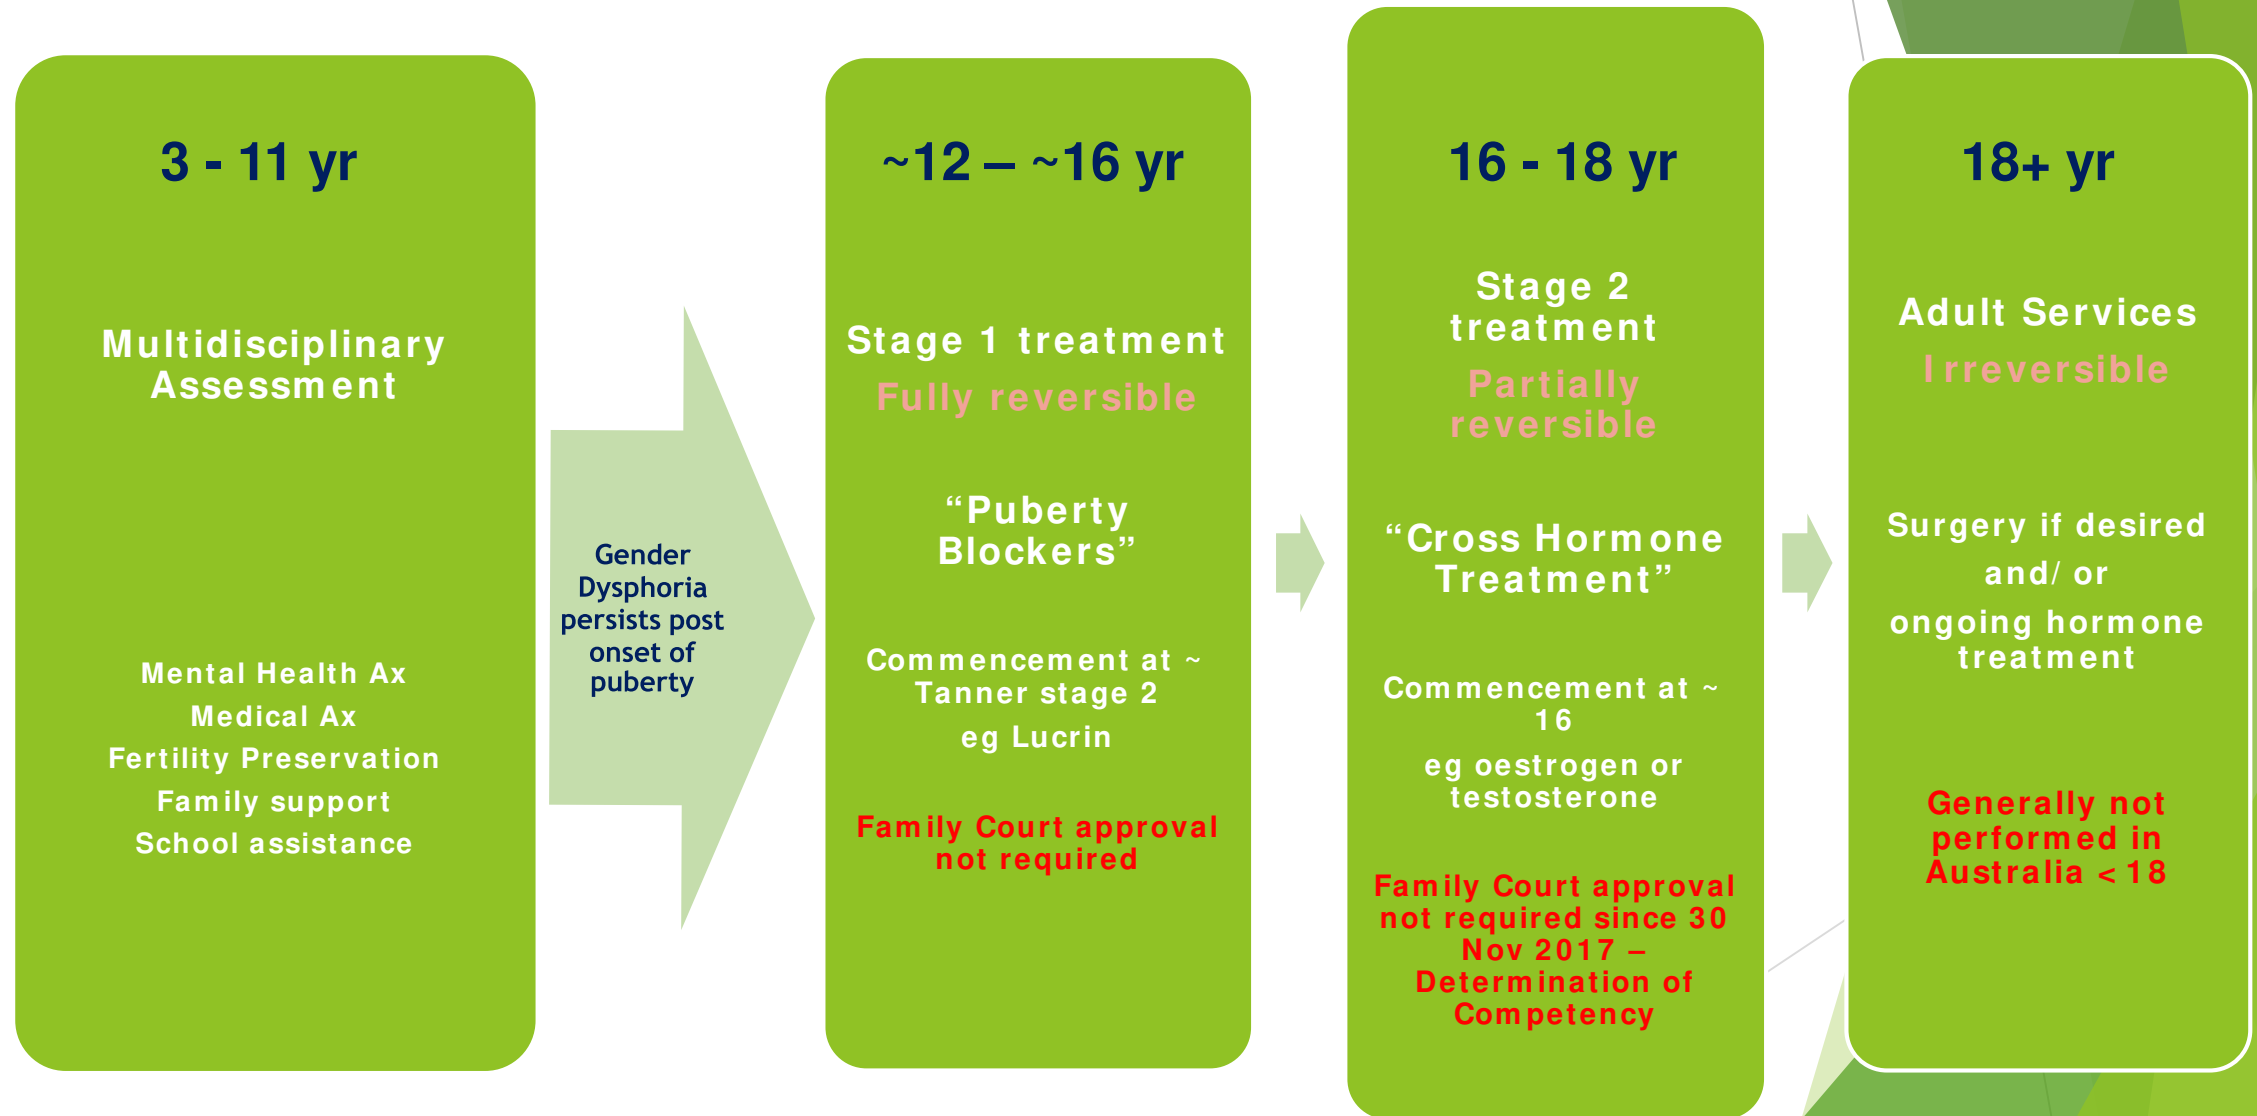 3 - 11 yr
Multidisciplinary
Assessment
Mental Health Ax
Medical Ax
Fertility Preservation
Family support
School assistance
Gender
Dysphoria
persists post
onset of
puberty
~12 – ~16 yr
Stage 1 treatment
Fully reversible
“Puberty
Blockers”
Commencement at ~
Tanner stage 2
eg Lucrin
Family Court approval
not required
16 - 18 yr
Stage 2
treatment
Partially
reversible
“Cross Hormone
Treatment”
Commencement at ~
16
eg oestrogen or
testosterone
Family Court approval
not required since 30
Nov 2017 –
Determination of
Competency
18+ yr
Adult Services
Irreversible
Surgery if desired
and/ or
ongoing hormone
treatment
Generally not
performed in
Australia < 18